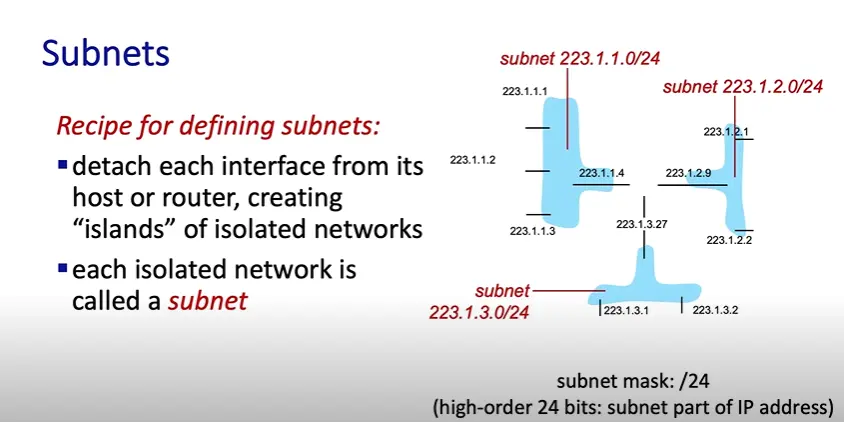 Subnets
Recipe for defining subnets:
▪detach each interface from its
host or router, creating
“islands” of isolated networks
▪each isolated network is
called a subnet
subnet 223.1.1.0/24
subnet 223.1.2.0/24
223.1.1.1
223.1.2.1
223.1.1.2
223.1.1.4
223.1.2.9
223.1.1.3
223.1.3.27
223.1.2.2
subnet
223.1.3.0/24
223.1.3.1
223.1.3.2
subnet mask: /24
(high-order 24 bits: subnet part of IP address)